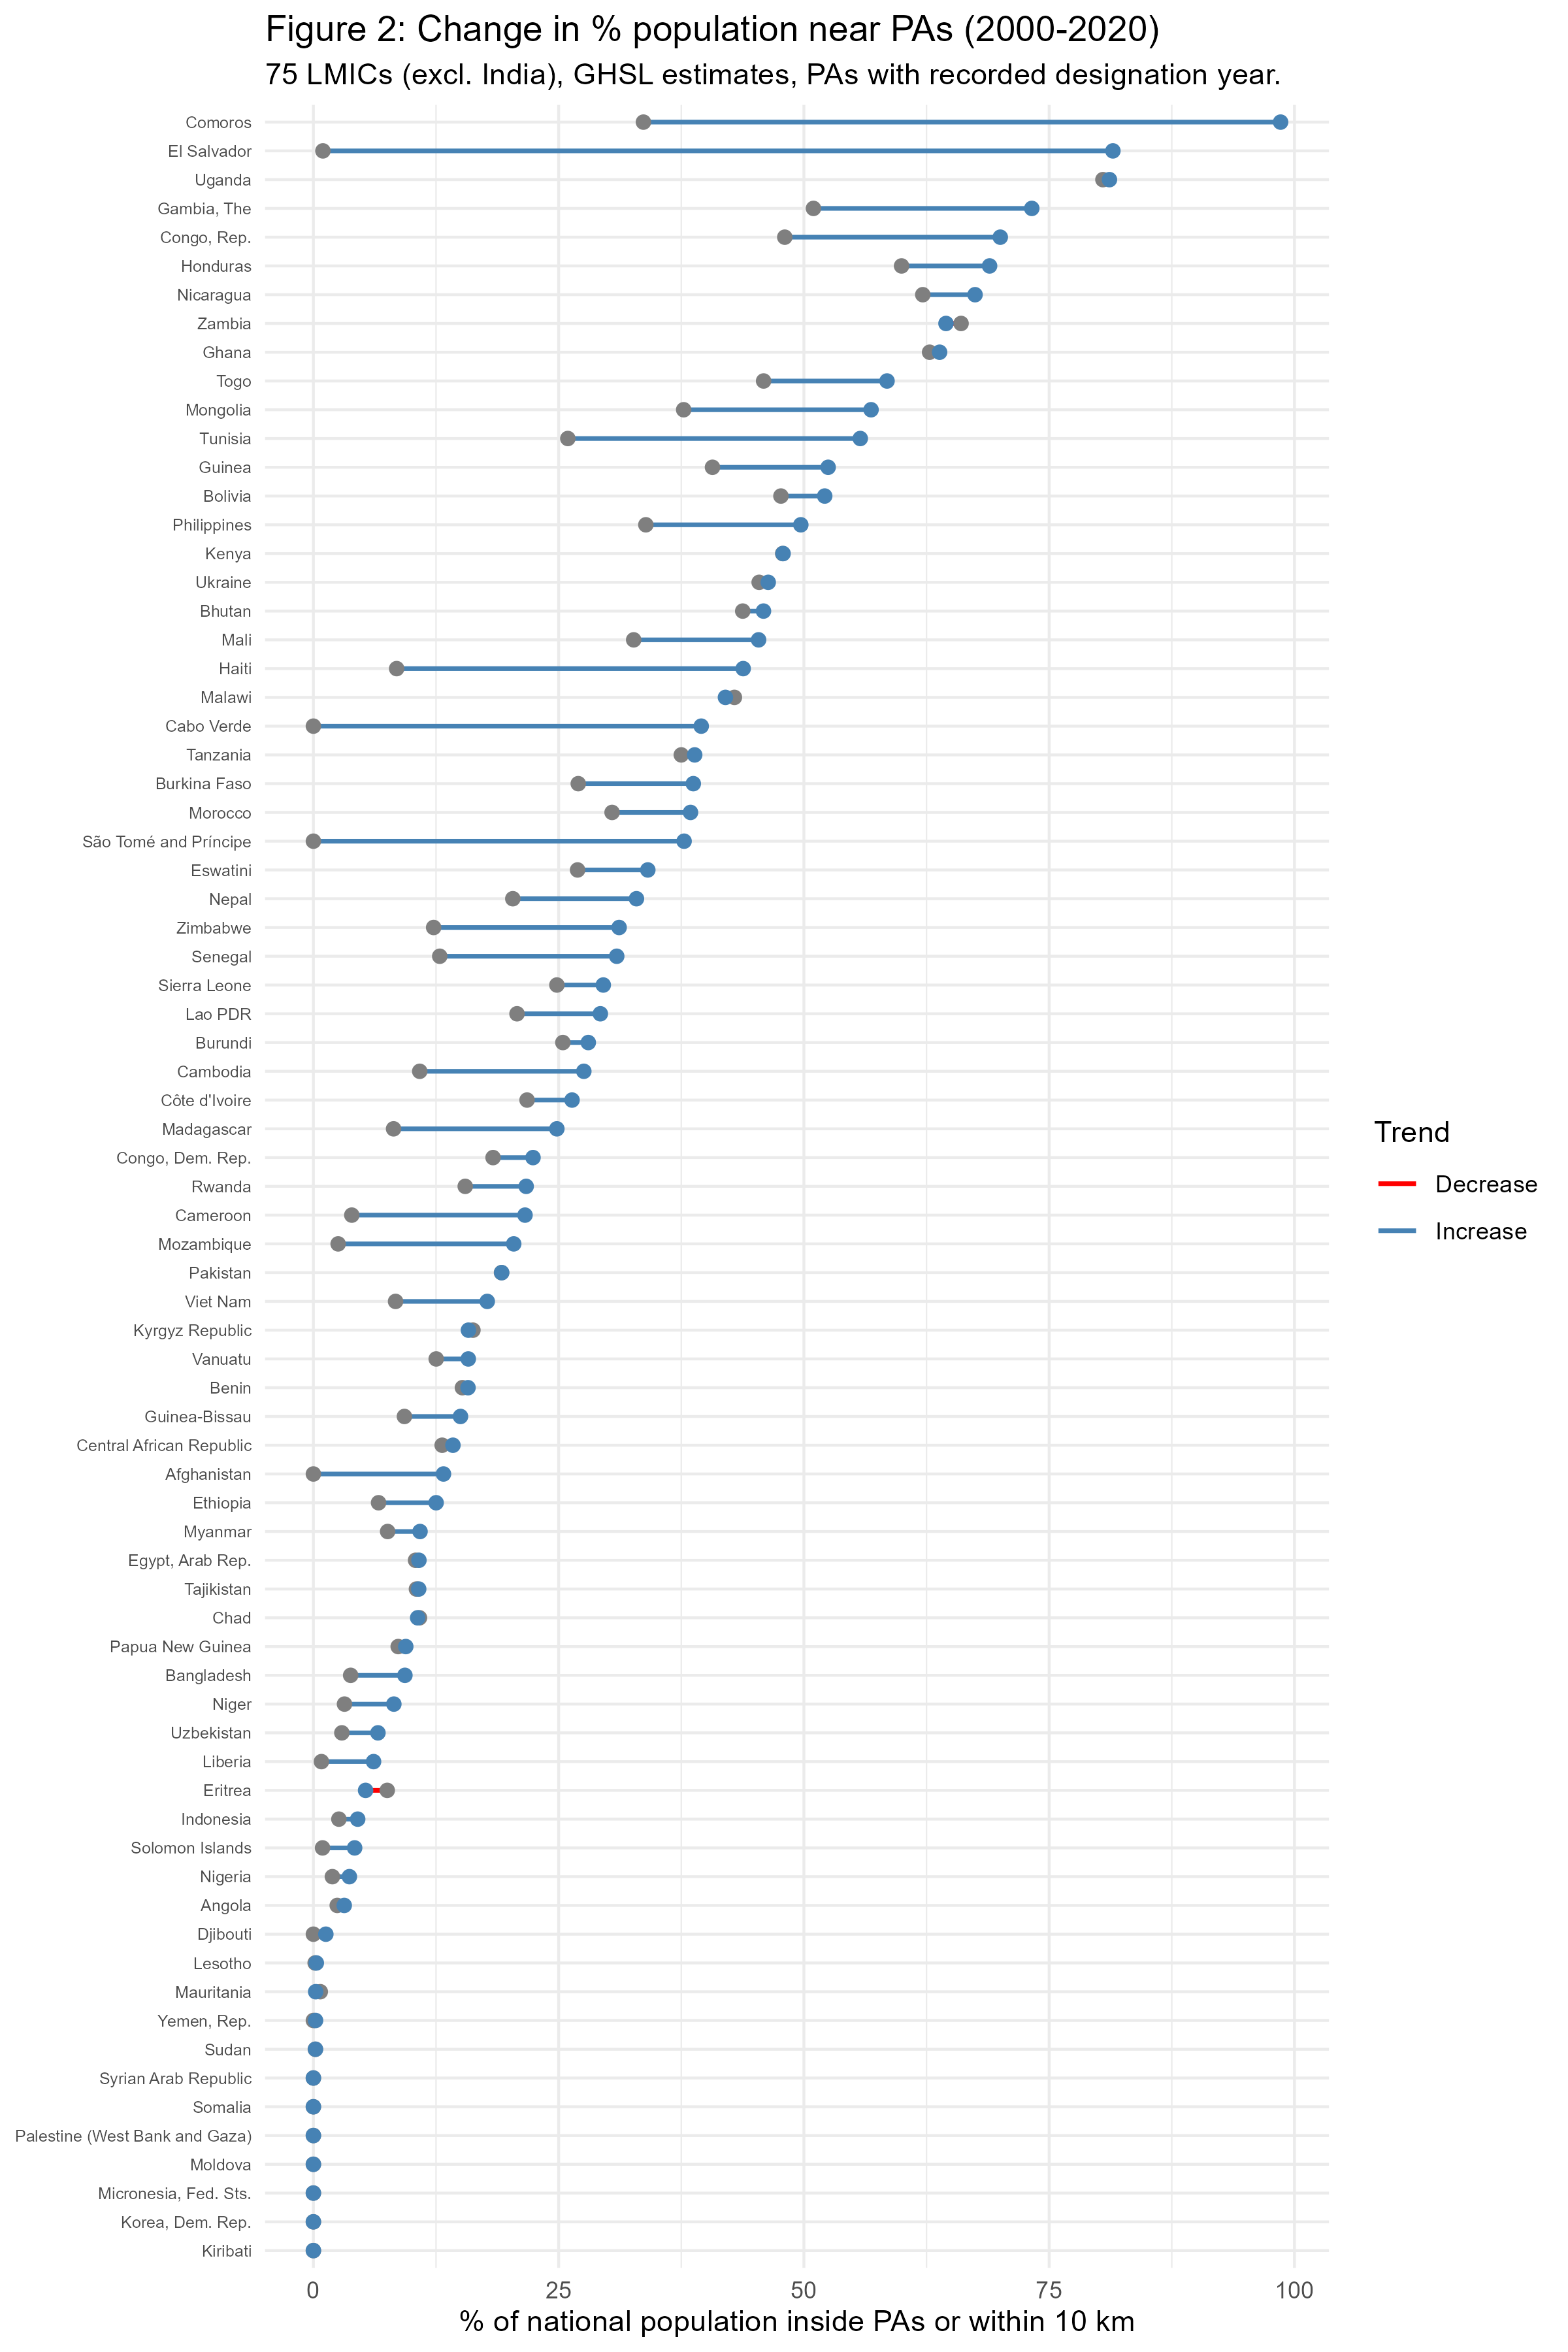 Figure 2: Change in % population near PAs (2000-2020)
75 LMICs (excl. India), GHSL estimates, PAs with recorded designation year.
Comoros
El Salvador
Uganda
Gambia, The
Congo, Rep.
Honduras
Nicaragua
Zambia
Ghana
Togo
Mongolia
Tunisia
Guinea
Bolivia
Philippines
Kenya
Ukraine
Bhutan
Mali
Haiti
Malawi
Cabo Verde
Tanzania
Burkina Faso
Morocco
São Tomé and Príncipe
Eswatini
Nepal
Zimbabwe
Senegal
Sierra Leone
Lao PDR
Burundi
Cambodia
Côte d'Ivoire
Madagascar
Congo, Dem. Rep.
Rwanda
Cameroon
Mozambique
Pakistan
Viet Nam
Kyrgyz Republic
Vanuatu
Benin
Guinea-Bissau
Central African Republic
Afghanistan
Ethiopia
Myanmar
Egypt, Arab Rep.
Tajikistan
Chad
Papua New Guinea
Bangladesh
Niger
Uzbekistan
Liberia
Eritrea
Indonesia
Solomon Islands
Nigeria
Angola
Djibouti
Lesotho
Mauritania
Yemen, Rep.
Sudan
Syrian Arab Republic
Somalia
Palestine (West Bank and Gaza)
Moldova
Micronesia, Fed. Sts.
Korea, Dem. Rep.
Kiribati
0 25 50 75 100
% of national population inside PAs or within 10 km
Trend
Decrease
Increase